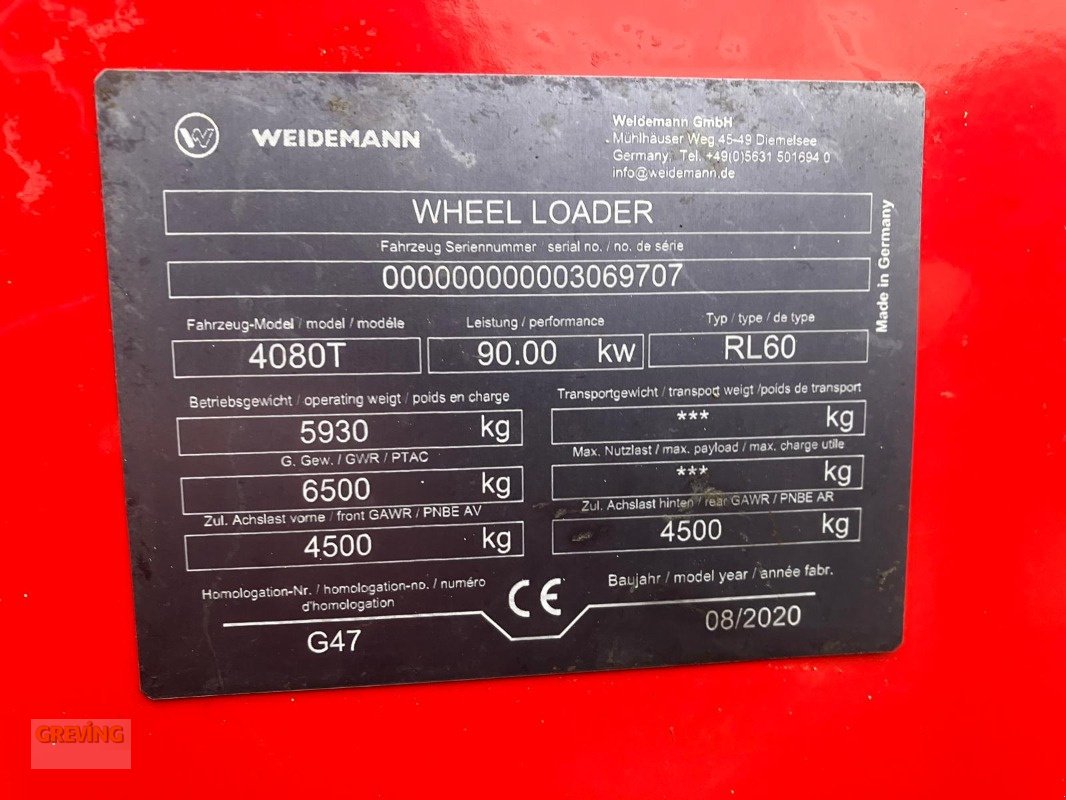 WEIDEMANN
Weidemann GmbH
Mühlhäuser Weg 45-49 Diemelsee
Germany. Tel. +49(0)5631 501694 0
info@weidemann.de
WHEEL LOADER
Fahrzeug Seriennummer / serial no. / no. de série
000000000003069707
Made in Germany
Fahrzeug-Model / model / modéle
4080T
Leistung / performance
90.00 kw
Typ / type / de type
RL60
Betriebsgewicht / operating weigt / poids en charge
5930 kg
Transportgewicht / transport weigt /poids de transport
*** kg
G. Gew. / GWR / PTAC
6500 kg
Max. Nutzlast / max. payload / max. charge utile
*** kg
Zul. Achslast vorne / front GAWR / PNBE AV
4500 kg
Zul. Achslast hinten / rear GAWR / PNBE AR
4500 kg
Homologation-Nr. / homologation-no. / numéro
d'homologation
G47
CE
Baujahr / model year / année fabr.
08/2020
GREVING